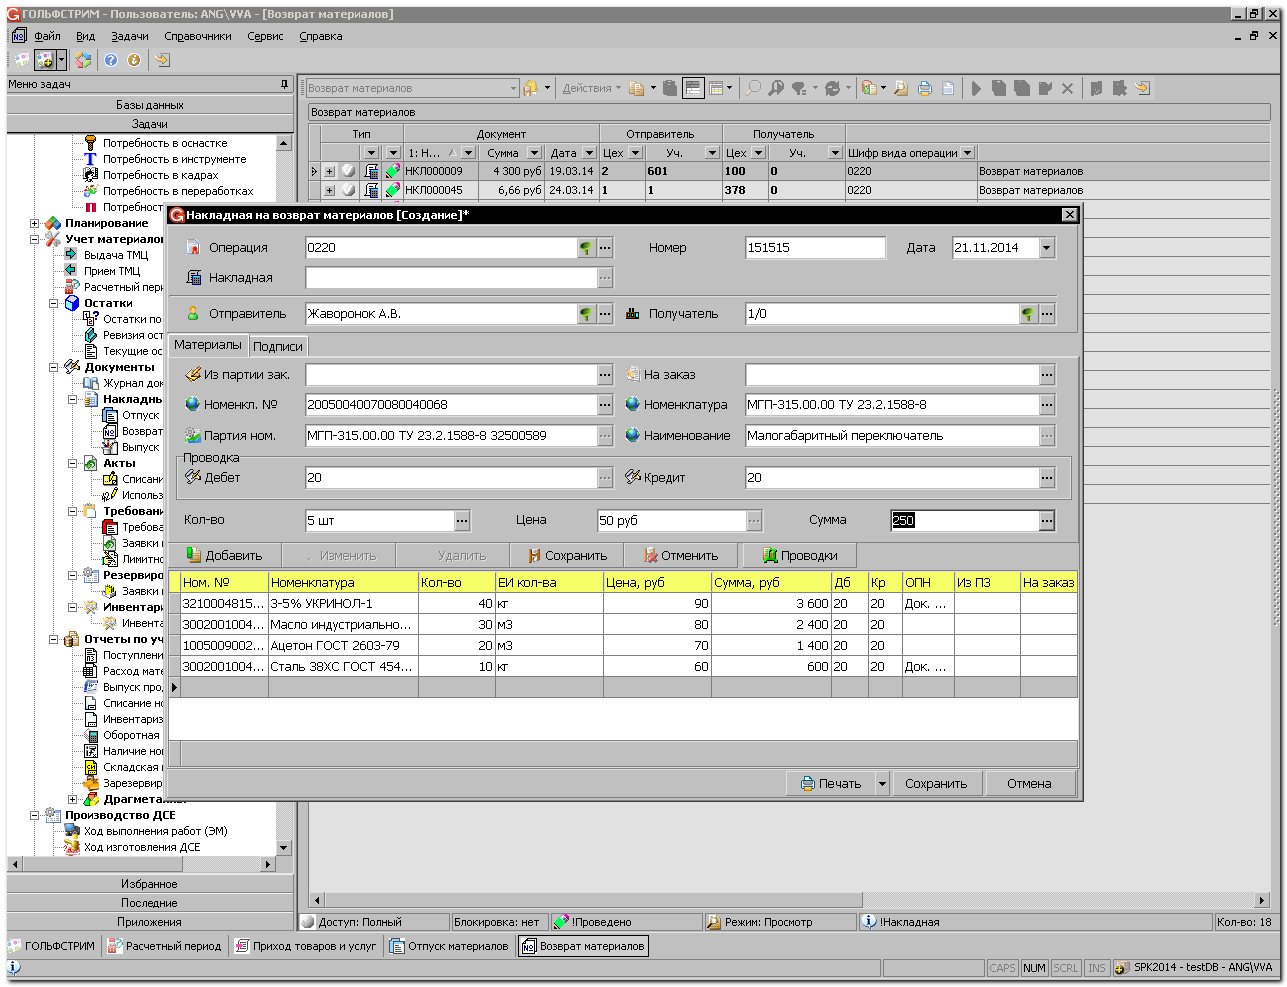 ГОЛЬФСТРИМ - Пользователь: ANG\VVA - [Возврат материалов]
Файл Вид Задачи Справочники Сервис Справка
Меню задач
Базы данных
Задачи
Потребность в оснастке
Потребность в инструменте
Потребность в кадрах
Потребность в переработках
Потребност
Планирование
Учет материало
Выдача ТМЦ
Прием ТМЦ
Расчетный пери
Остатки
Остатки по
Ревизия ост
Текущие ос
Документы
Журнал док
Накладнь
Отпуск
Возврат
Выпуск
Акты
Списани
Использ
Требовани
Требова
Заявки
Лимитно
Резервиро
Заявки
Инвентари
Инвента
Отчеты по уч
Поступлени
Расход мате
Выпуск про
Списание но
Инвентариз
Оборотная
Наличие но
Складская
Зарезервир
Драгметал
Производство ДСЕ
Ход выполнения работ (ЭМ)
Ход изготовления ДСЕ
Избранное
Последние
Приложения
Возврат материалов Действия
Возврат материалов
Тип Документ Отправитель Получатель
1: Н... Сумма Дата Цех Уч. Цех Уч. Шифр вида операции
НКЛ000009 4 300 руб 19.03.14 2 601 100 0 0220 Возврат материалов
НКЛ000045 6,66 руб 24.03.14 1 1 378 0 0220 Возврат материалов
Накладная на возврат материалов [Создание]*
Операция 0220 Номер 151515 Дата 21.11.2014
Накладная
Отправитель Жаворонок А.В. Получатель 1/0
Материалы Подписи
Из партии зак. На заказ
Номенкл. № 20050040070080040068 Номенклатура МГП-315.00.00 ТУ 23.2.1588-8
Партия ном. МГП-315.00.00 ТУ 23.2.1588-8 32500589 Наименование Малогабаритный переключатель
Проводка
Дебет 20 Кредит 20
Кол-во 5 шт Цена 50 руб Сумма 250
Добавить Изменить Удалить Сохранить Отменить Проводки
Ном. № Номенклатура Кол-во ЕИ кол-ва Цена, руб Сумма, руб Дб Кр ОПН Из ПЗ На заказ
3210004815... 3-5% УКРИНОЛ-1 40 кг 90 3 600 20 20 Док. ...
3002001004... Масло индустриально... 30 м3 80 2 400 20 20
1005009002... Ацетон ГОСТ 2603-79 20 м3 70 1 400 20 20
3002001004... Сталь 38ХС ГОСТ 454... 10 кг 60 600 20 20 Док. ...
Печать Сохранить Отмена
Доступ: Полный Блокировка: нет !Проведено Режим: Просмотр !Накладная Кол-во: 18
ГОЛЬФСТРИМ Расчетный период Приход товаров и услуг Отпуск материалов Возврат материалов
CAPS NUM SCRL INS SPK2014 - testDB - ANG\VVA